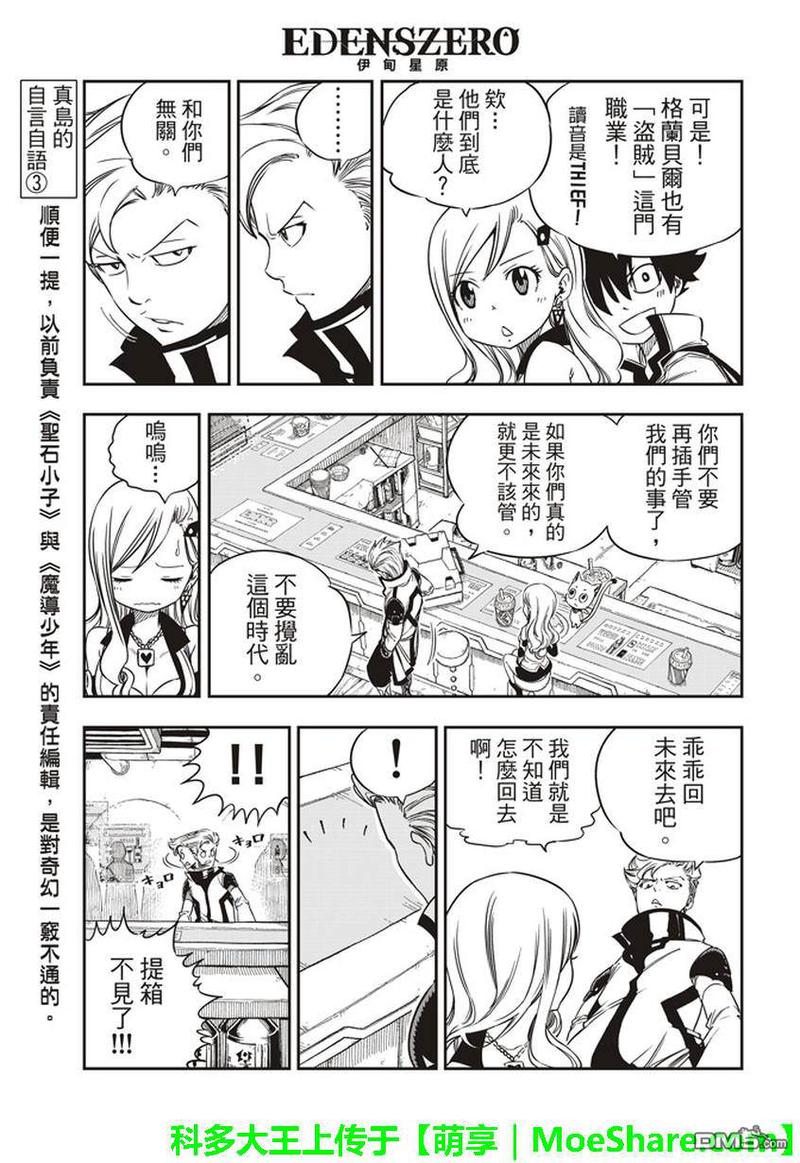 EDENSZERO
伊甸星原
可是！
格蘭貝爾也有
「盜賊」這門
職業！
讀音是THIEF!
欸…
他們到底
是什麼人？
…
和你們
無關。
你們不要
再插手管
我們的事了，
如果你們真的
是未來來的，
就更不該管。
不要攪亂
這個時代。
嗚嗚…
乖乖回
未來去吧。
我們就是
不知道
怎麼回去
啊！
！
！！
キョロ
キョロ
提箱
不見了!!!
真島的
自言自語③
順便一提，以前負責《聖石小子》與《魔導少年》的責任編輯，是對奇幻一竅不通的。
科多大王上传于【萌享｜MoeShare.com】